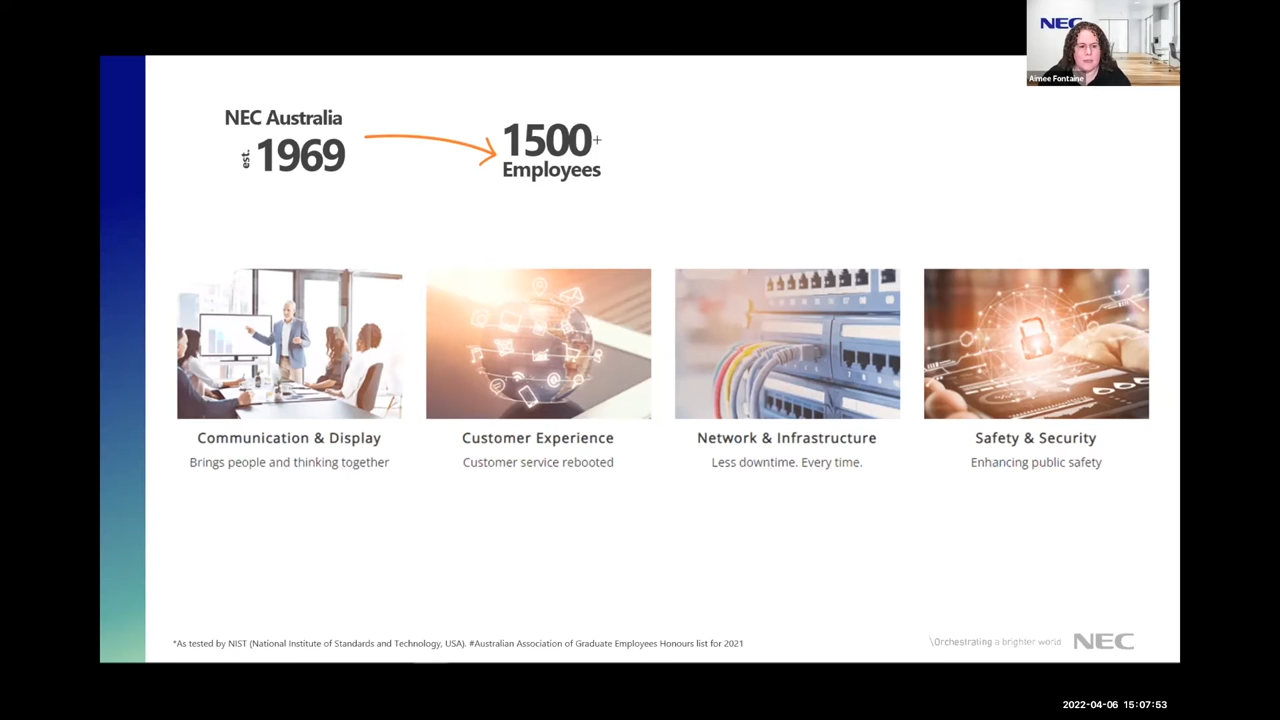 NEC
Aimee Fontaine
NEC Australia
est. 1969
1500+
Employees
Communication & Display
Brings people and thinking together
Customer Experience
Customer service rebooted
Network & Infrastructure
Less downtime. Every time.
Safety & Security
Enhancing public safety
*As tested by NIST (National Institute of Standards and Technology, USA). #Australian Association of Graduate Employees Honours list for 2021
\Orchestrating a brighter world
NEC
2022-04-06 15:07:53